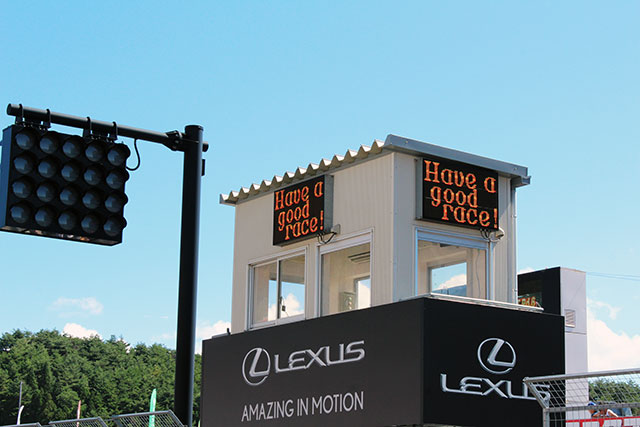 Have a
good
race!
Have a
good
race!
LEXUS
AMAZING IN MOTION
LEXUS